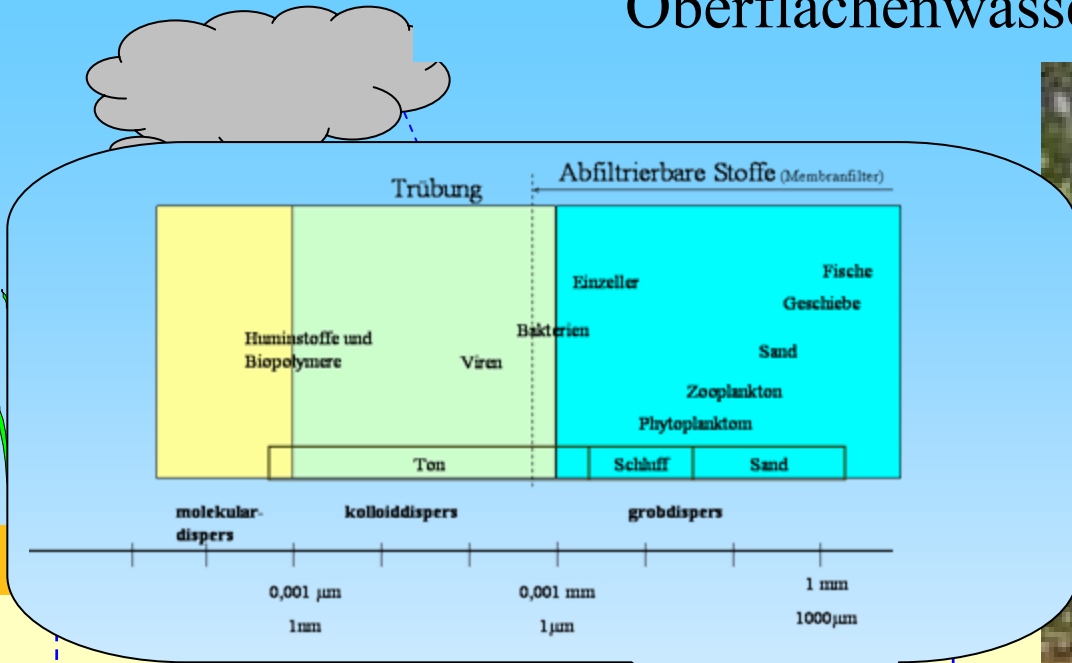 Oberflächenwasse
Abfiltrierbare Stoffe (Membranfilter)
Trübung
Fische
Einzeller
Geschiebe
Bakterien
Huminstoffe und
Biopolymere
Viren
Sand
Zooplankton
Phytoplanktom
Ton
Schluff
Sand
molekular-
dispers
kolloiddispers
grobdispers
0,001 µm
1nm
0,001 mm
1µm
1 mm
1000µm